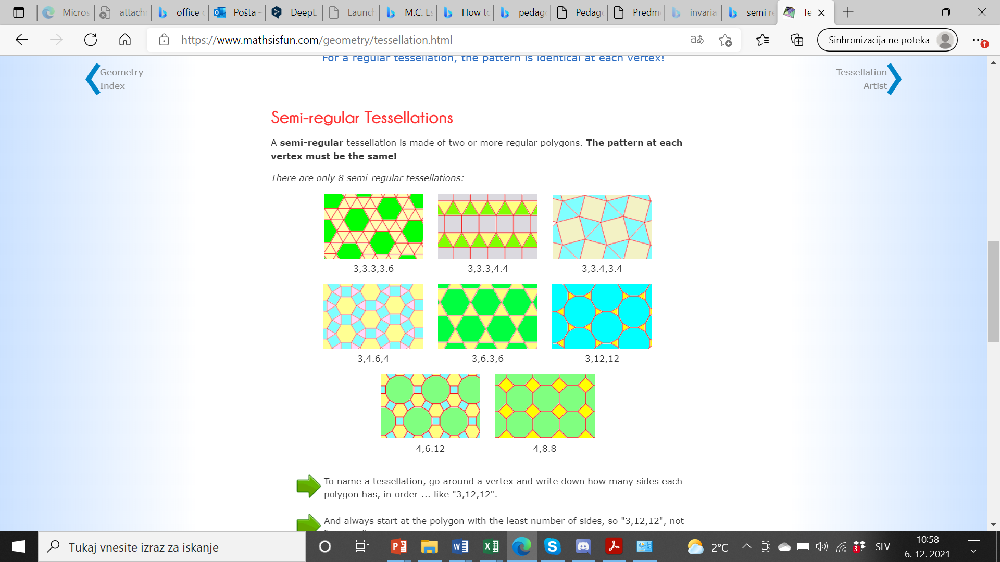 Micros
attachr
office c
Pošta -
DeepL
Launch
M.C. Es
How to
pedago
Pedago
Predme
invaria
semi re
Te
https://www.mathsisfun.com/geometry/tessellation.html
Sinhronizacija ne poteka
For a regular tessellation, the pattern is identical at each vertex!
Geometry
Index
Tessellation
Artist
Semi-regular Tessellations
A semi-regular tessellation is made of two or more regular polygons. The pattern at each
vertex must be the same!
There are only 8 semi-regular tessellations:
3,3.3,3.6
3,3.3,4.4
3,3.4,3.4
3,4.6,4
3,6.3,6
3,12,12
4,6.12
4,8.8
To name a tessellation, go around a vertex and write down how many sides each
polygon has, in order ... like "3,12,12".
And always start at the polygon with the least number of sides, so "3,12,12", not
Tukaj vnesite izraz za iskanje
2°C
3
SLV
10:58
6. 12. 2021